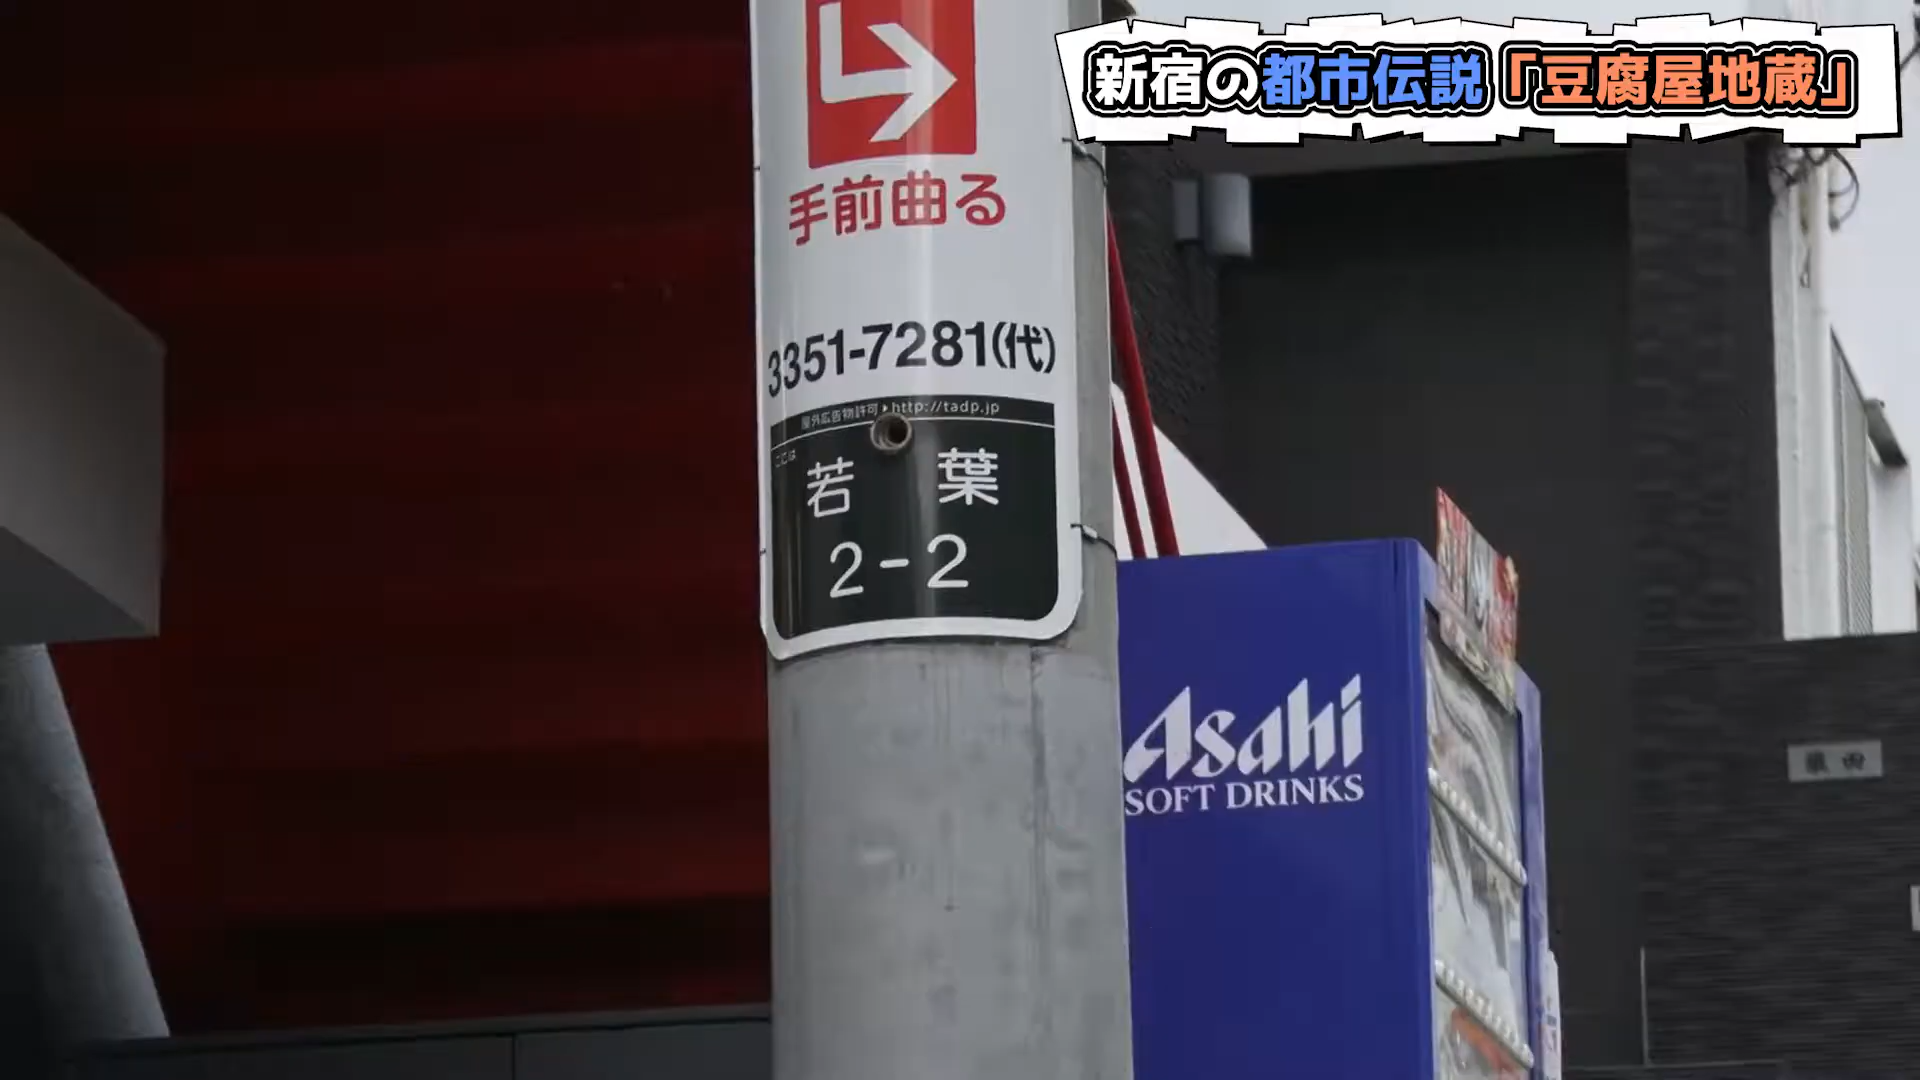 新宿の都市伝説「豆腐屋地蔵」
手前曲る
3351-7281(代)
屋外広告物許可▶http://tadp.jp
ここは
若葉
2-2
Asahi
SOFT DRINKS